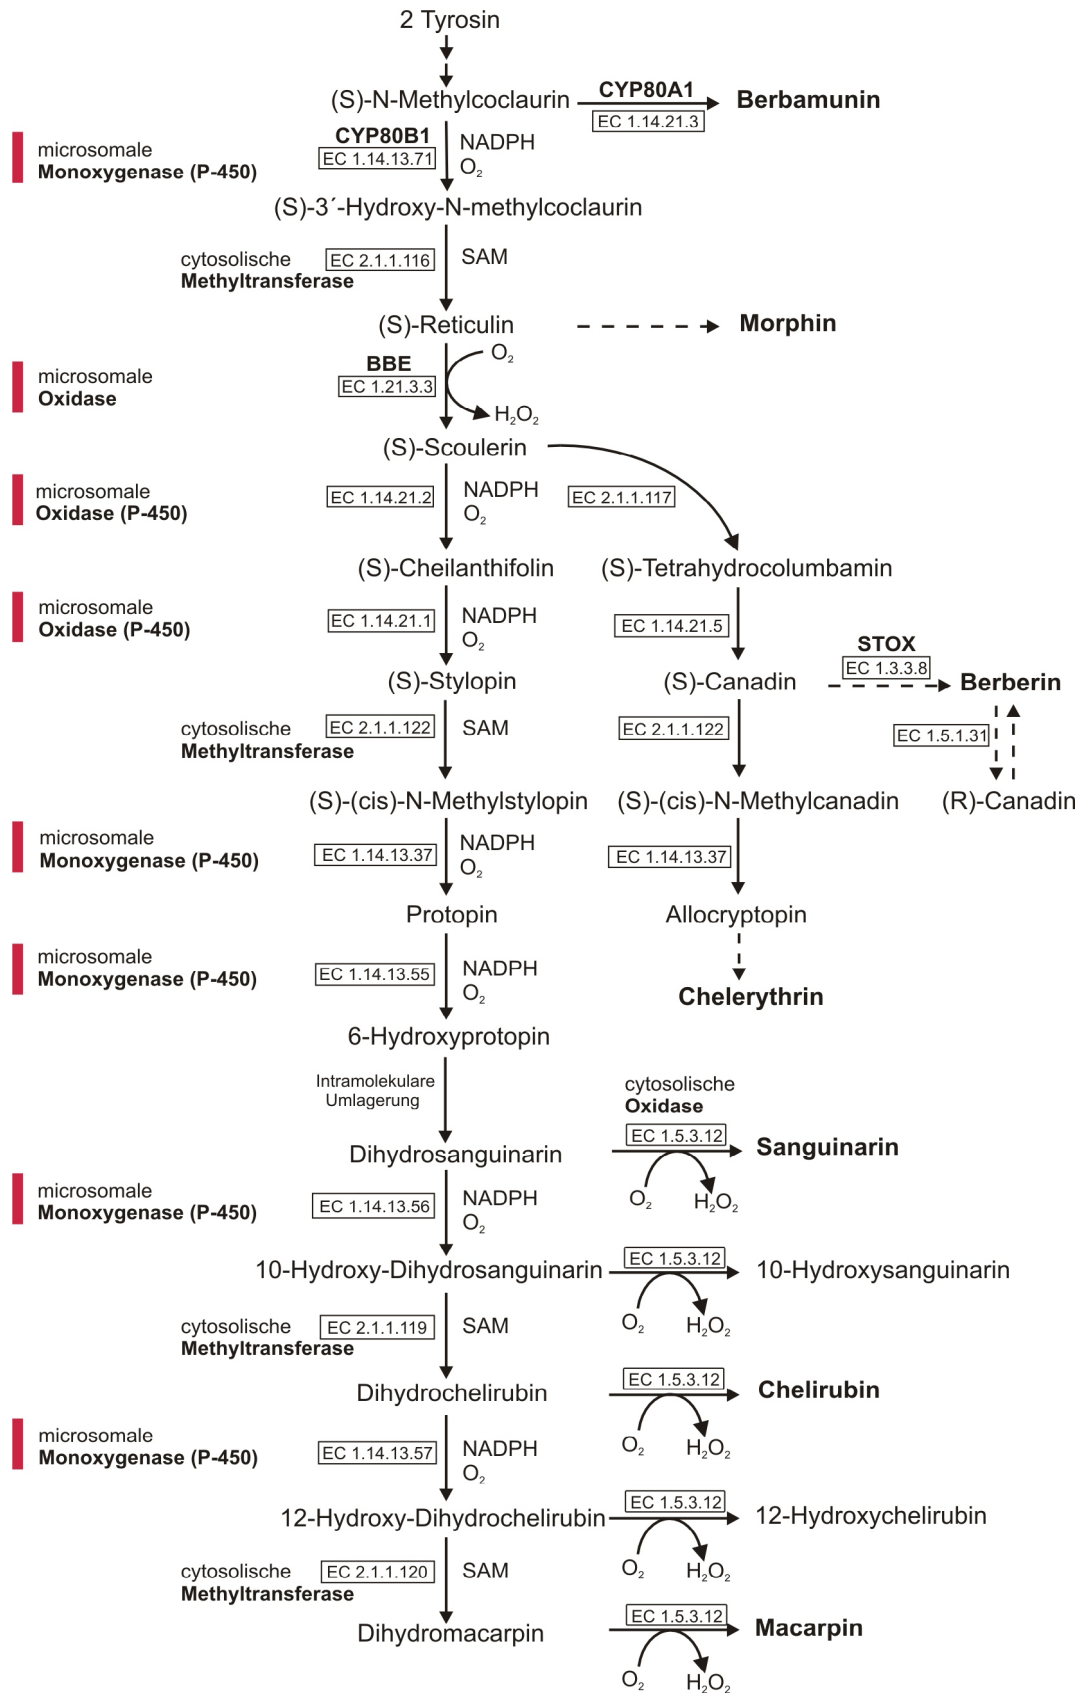 2 Tyrosin
(S)-N-Methylcoclaurin
CYP80A1
EC 1.14.21.3
Berbamunin
microsomale
Monoxygenase (P-450)
CYP80B1
EC 1.14.13.71
NADPH
O₂
(S)-3´-Hydroxy-N-methylcoclaurin
cytosolische
Methyltransferase
EC 2.1.1.116
SAM
(S)-Reticulin
Morphin
microsomale
Oxidase
BBE
EC 1.21.3.3
O₂
H₂O₂
(S)-Scoulerin
microsomale
Oxidase (P-450)
EC 1.14.21.2
NADPH
O₂
EC 2.1.1.117
(S)-Cheilanthifolin
(S)-Tetrahydrocolumbamin
microsomale
Oxidase (P-450)
EC 1.14.21.1
NADPH
O₂
EC 1.14.21.5
(S)-Stylopin
(S)-Canadin
STOX
EC 1.3.3.8
Berberin
cytosolische
Methyltransferase
EC 2.1.1.122
SAM
EC 2.1.1.122
EC 1.5.1.31
(S)-(cis)-N-Methylstylopin
(S)-(cis)-N-Methylcanadin
(R)-Canadin
microsomale
Monoxygenase (P-450)
EC 1.14.13.37
NADPH
O₂
EC 1.14.13.37
Protopin
Allocryptopin
microsomale
Monoxygenase (P-450)
EC 1.14.13.55
NADPH
O₂
Chelerythrin
6-Hydroxyprotopin
Intramolekulare
Umlagerung
cytosolische
Oxidase
EC 1.5.3.12
Dihydrosanguinarin
Sanguinarin
O₂
H₂O₂
microsomale
Monoxygenase (P-450)
EC 1.14.13.56
NADPH
O₂
10-Hydroxy-Dihydrosanguinarin
EC 1.5.3.12
10-Hydroxysanguinarin
O₂
H₂O₂
cytosolische
Methyltransferase
EC 2.1.1.119
SAM
Dihydrochelirubin
EC 1.5.3.12
Chelirubin
O₂
H₂O₂
microsomale
Monoxygenase (P-450)
EC 1.14.13.57
NADPH
O₂
12-Hydroxy-Dihydrochelirubin
EC 1.5.3.12
12-Hydroxychelirubin
O₂
H₂O₂
cytosolische
Methyltransferase
EC 2.1.1.120
SAM
Dihydromacarpin
EC 1.5.3.12
Macarpin
O₂
H₂O₂